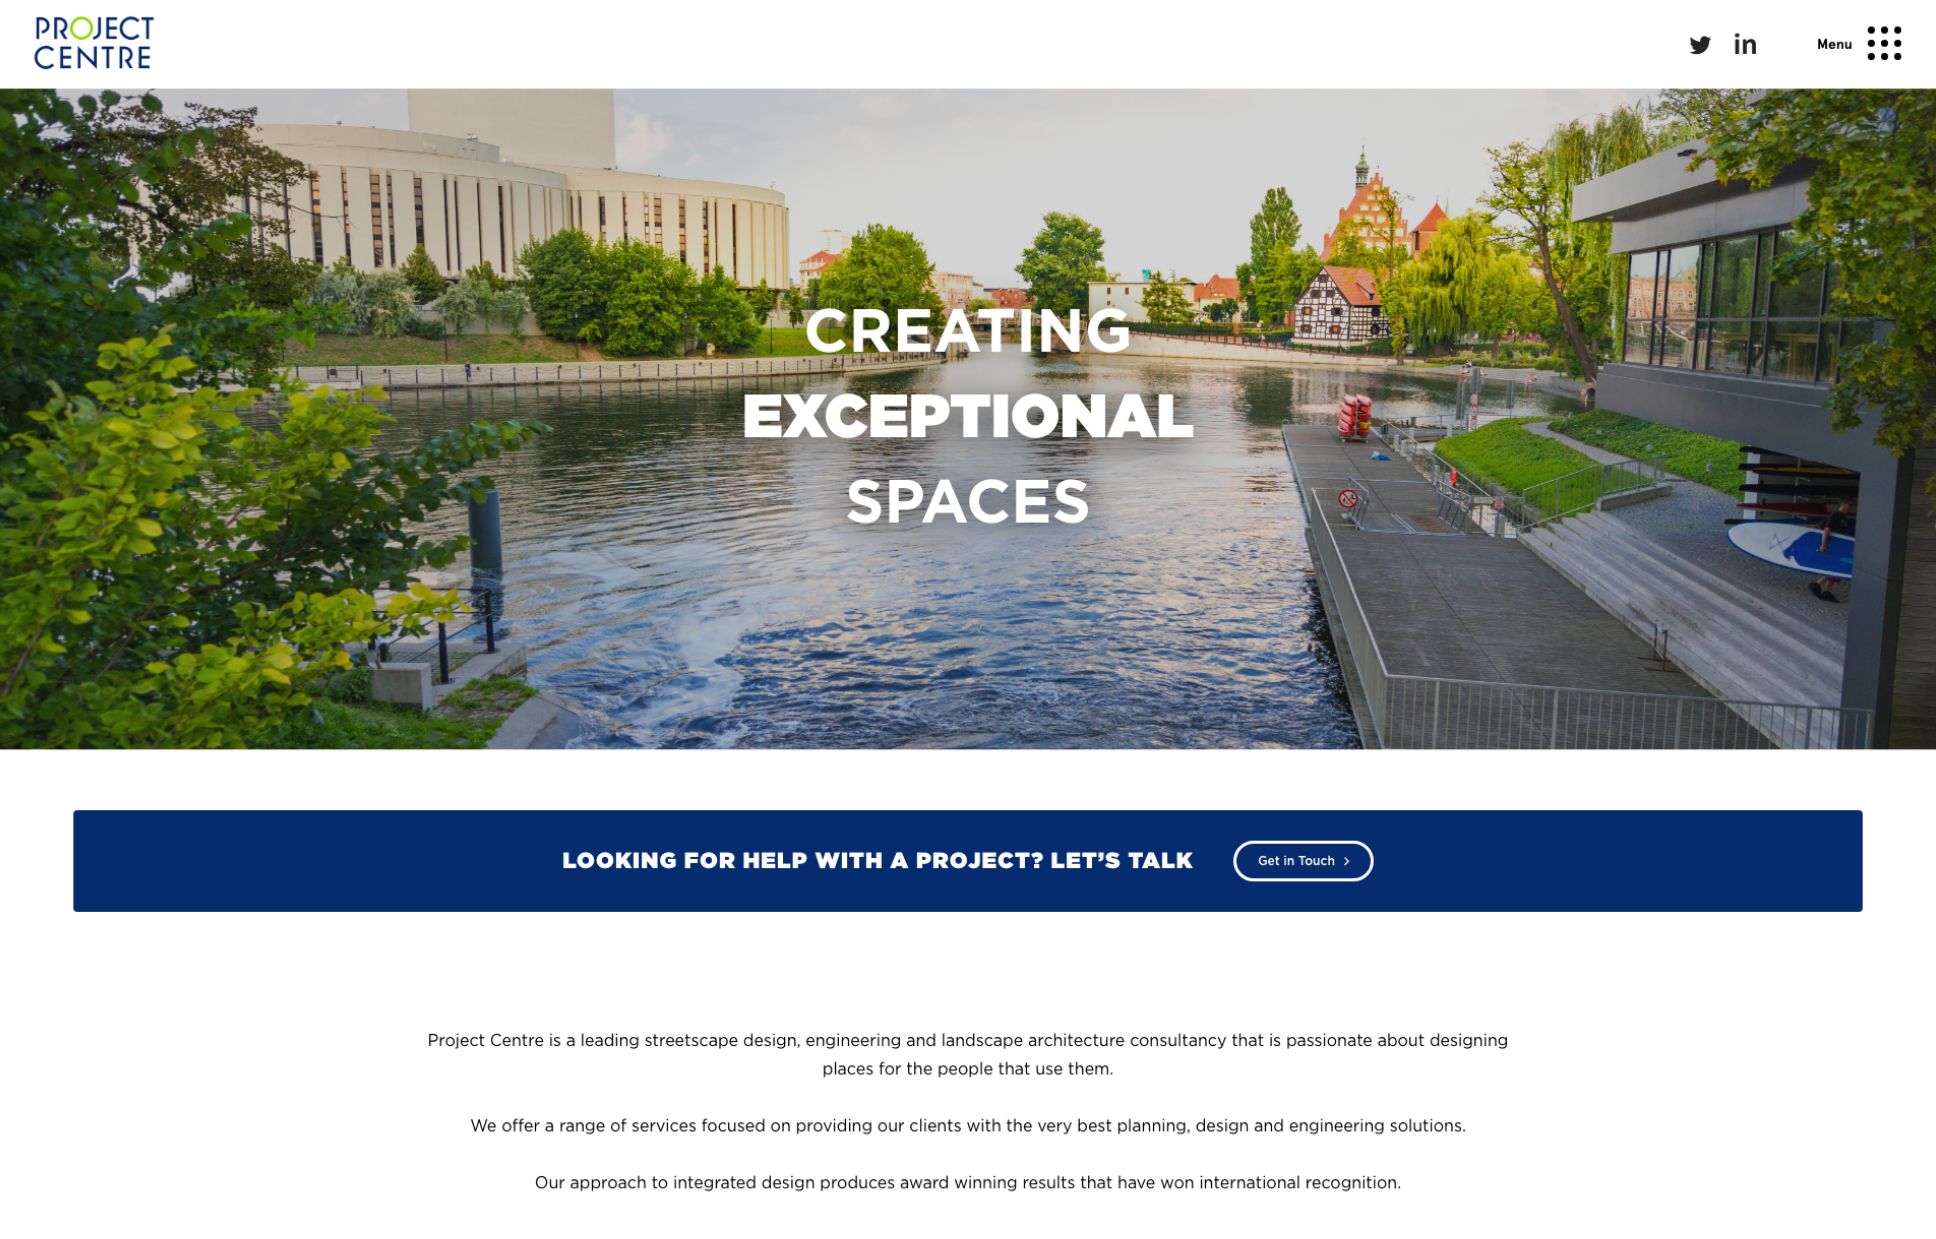 PROJECT
CENTRE
in
Menu
CREATING
EXCEPTIONAL
SPACES
LOOKING FOR HELP WITH A PROJECT? LET’S TALK
Get in Touch
Project Centre is a leading streetscape design, engineering and landscape architecture consultancy that is passionate about designing
places for the people that use them.
We offer a range of services focused on providing our clients with the very best planning, design and engineering solutions.
Our approach to integrated design produces award winning results that have won international recognition.